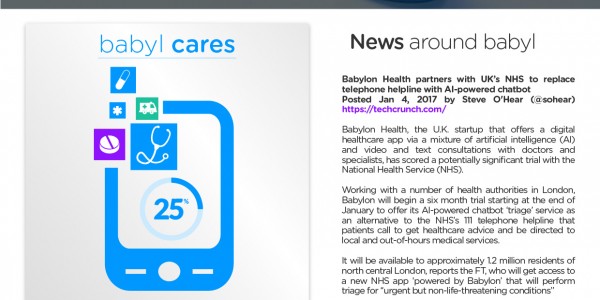 babyl cares
25%
News around babyl
Babylon Health partners with UK's NHS to replace
telephone helpline with AI-powered chatbot
Posted Jan 4, 2017 by Steve O'Hear (@sohear)
https://techcrunch.com/
Babylon Health, the U.K. startup that offers a digital
healthcare app via a mixture of artificial intelligence (AI)
and video and text consultations with doctors and
specialists, has scored a potentially significant trial with the
National Health Service (NHS).
Working with a number of health authorities in London,
Babylon will begin a six month trial starting at the end of
January to offer its AI-powered chatbot 'triage' service as
an alternative to the NHS's 111 telephone helpline that
patients call to get healthcare advice and be directed to
local and out-of-hours medical services.
It will be available to approximately 1.2 million residents of
north central London, reports the FT, who will get access to
a new NHS app 'powered by Babylon' that will perform
triage for "urgent but non-life-threatening conditions"